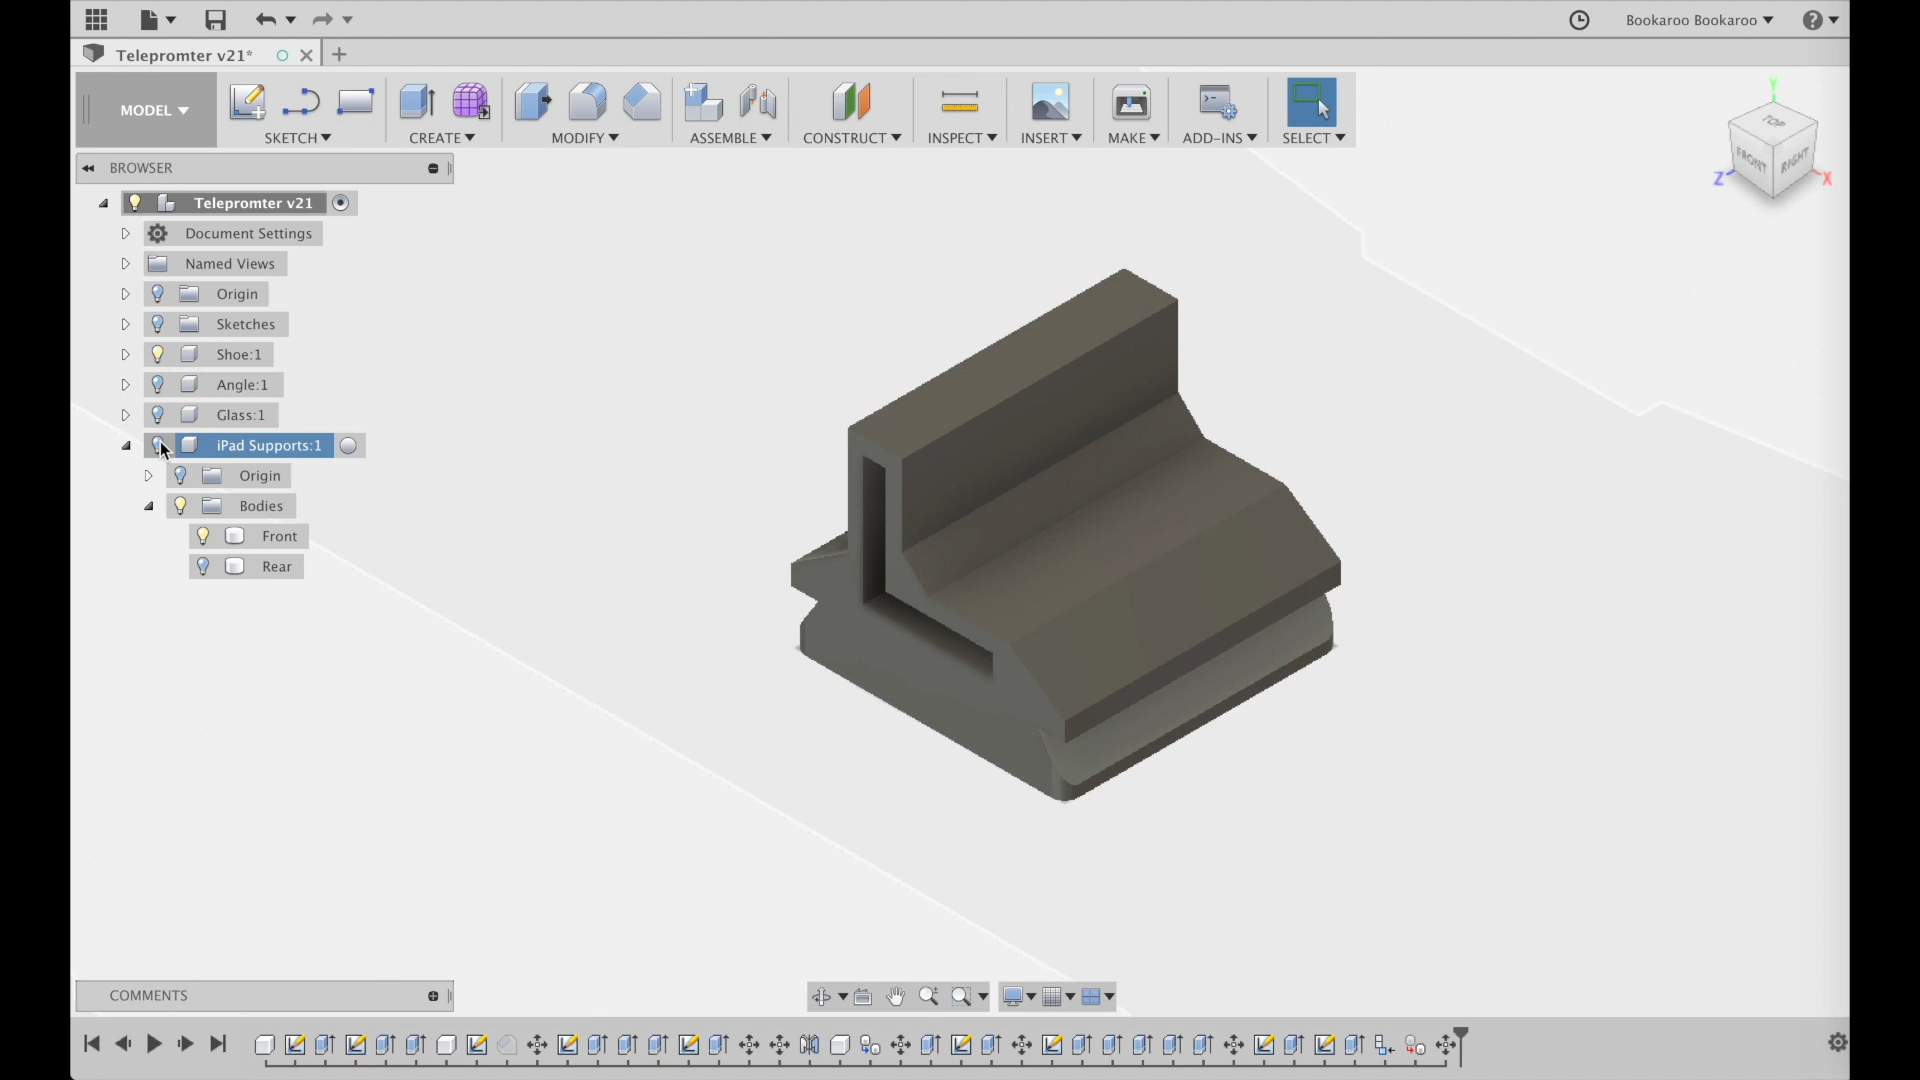 Bookaroo Bookaroo
Telepromter v21*
MODEL
SKETCH
CREATE
MODIFY
ASSEMBLE
CONSTRUCT
INSPECT
INSERT
MAKE
ADD-INS
SELECT
BROWSER
Telepromter v21
Document Settings
Named Views
Origin
Sketches
Shoe:1
Angle:1
Glass:1
iPad Supports:1
Origin
Bodies
Front
Rear
Y
TOP
FRONT
RIGHT
Z
X
COMMENTS